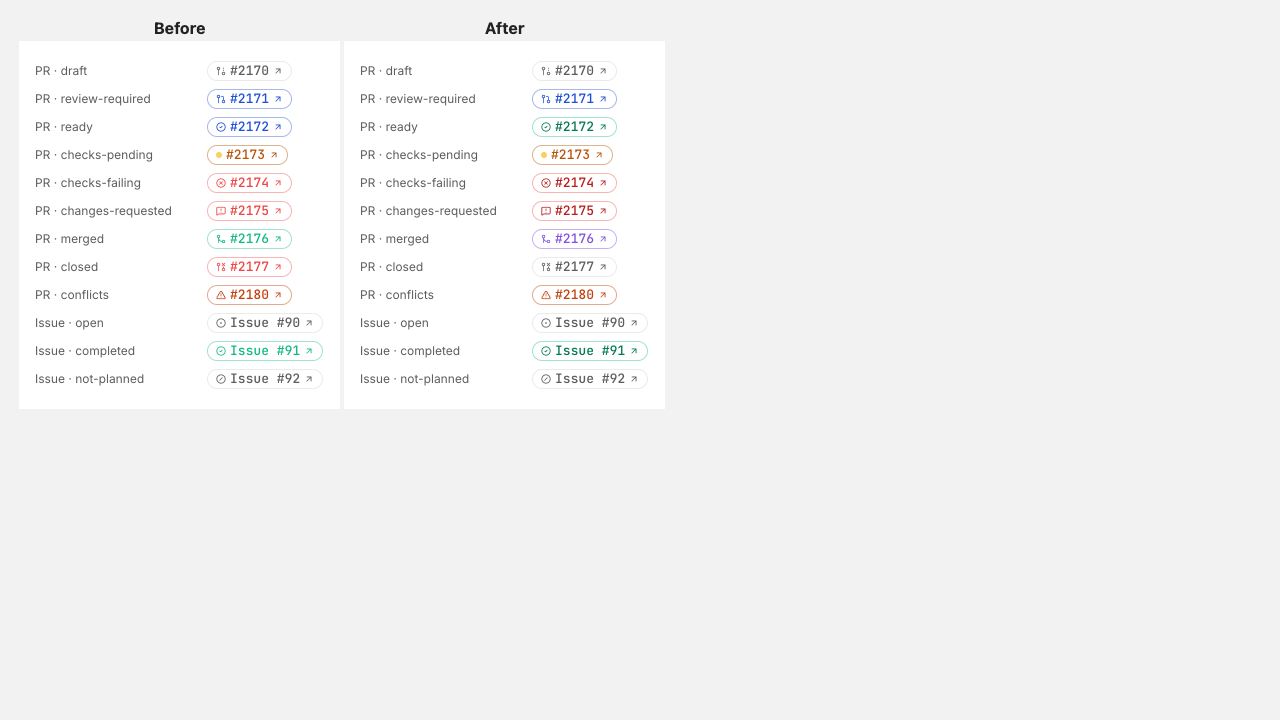 Before
PR · draft #2170
PR · review-required #2171
PR · ready #2172
PR · checks-pending #2173
PR · checks-failing #2174
PR · changes-requested #2175
PR · merged #2176
PR · closed #2177
PR · conflicts #2180
Issue · open Issue #90
Issue · completed Issue #91
Issue · not-planned Issue #92
After
PR · draft #2170
PR · review-required #2171
PR · ready #2172
PR · checks-pending #2173
PR · checks-failing #2174
PR · changes-requested #2175
PR · merged #2176
PR · closed #2177
PR · conflicts #2180
Issue · open Issue #90
Issue · completed Issue #91
Issue · not-planned Issue #92